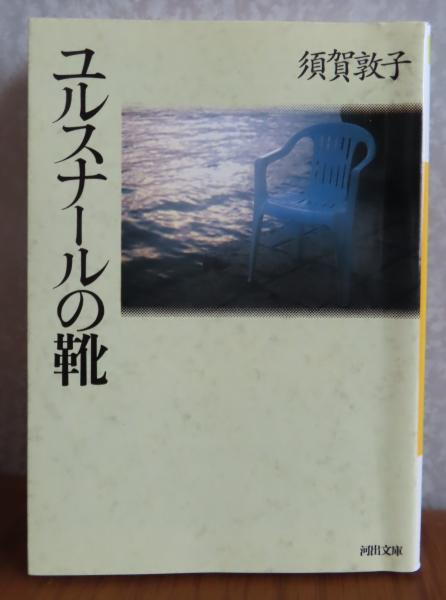 須賀敦子
ユルスナールの靴
河出文庫